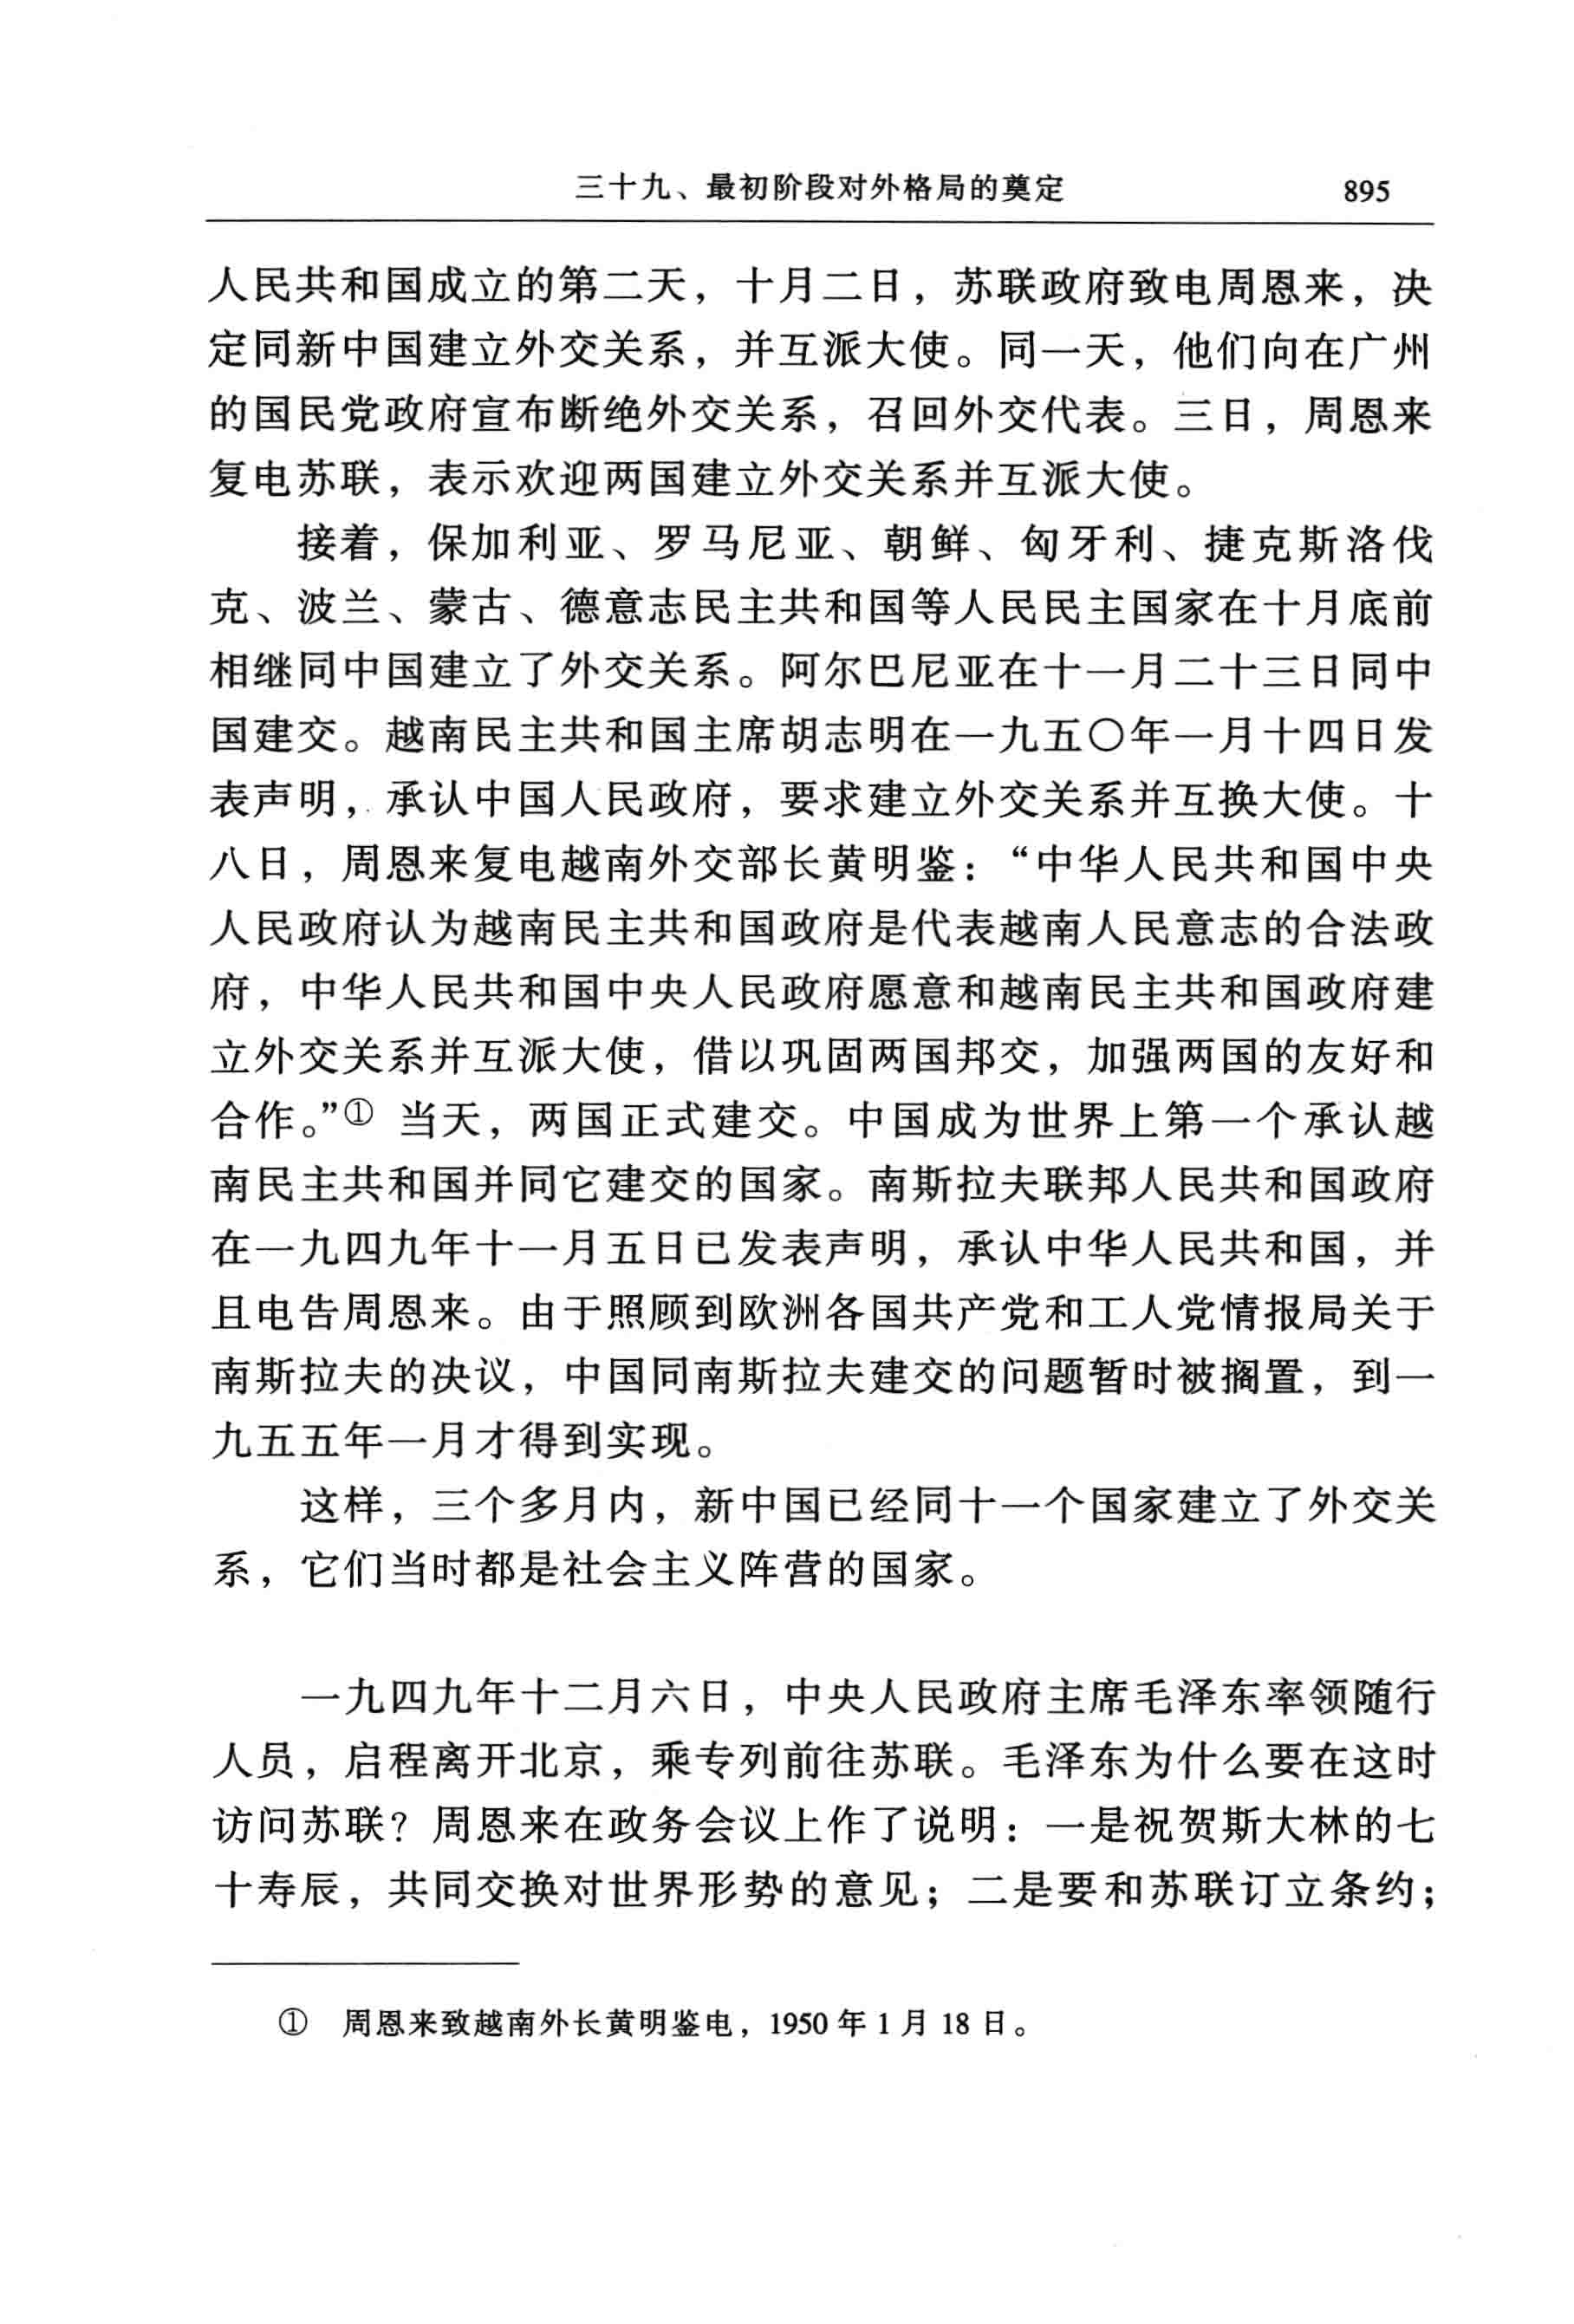 三十九、最初阶段对外格局的奠定 895
人民共和国成立的第二天，十月二日，苏联政府致电周恩来，决
定同新中国建立外交关系，并互派大使。同一天，他们向在广州
的国民党政府宣布断绝外交关系，召回外交代表。三日，周恩来
复电苏联，表示欢迎两国建立外交关系并互派大使。
接着，保加利亚、罗马尼亚、朝鲜、匈牙利、捷克斯洛伐
克、波兰、蒙古、德意志民主共和国等人民民主国家在十月底前
相继同中国建立了外交关系。阿尔巴尼亚在十一月二十三日同中
国建交。越南民主共和国主席胡志明在一九五〇年一月十四日发
表声明，承认中国人民政府，要求建立外交关系并互换大使。十
八日，周恩来复电越南外交部长黄明鉴：“中华人民共和国中央
人民政府认为越南民主共和国政府是代表越南人民意志的合法政
府，中华人民共和国中央人民政府愿意和越南民主共和国政府建
立外交关系并互派大使，借以巩固两国邦交，加强两国的友好和
合作。”① 当天，两国正式建交。中国成为世界上第一个承认越
南民主共和国并同它建交的国家。南斯拉夫联邦人民共和国政府
在一九四九年十一月五日已发表声明，承认中华人民共和国，并
且电告周恩来。由于照顾到欧洲各国共产党和工人党情报局关于
南斯拉夫的决议，中国同南斯拉夫建交的问题暂时被搁置，到一
九五五年一月才得到实现。
这样，三个多月内，新中国已经同十一个国家建立了外交关
系，它们当时都是社会主义阵营的国家。
一九四九年十二月六日，中央人民政府主席毛泽东率领随行
人员，启程离开北京，乘专列前往苏联。毛泽东为什么要在这时
访问苏联？周恩来在政务会议上作了说明：一是祝贺斯大林的七
十寿辰，共同交换对世界形势的意见；二是要和苏联订立条约；
① 周恩来致越南外长黄明鉴电，1950 年 1 月 18 日。